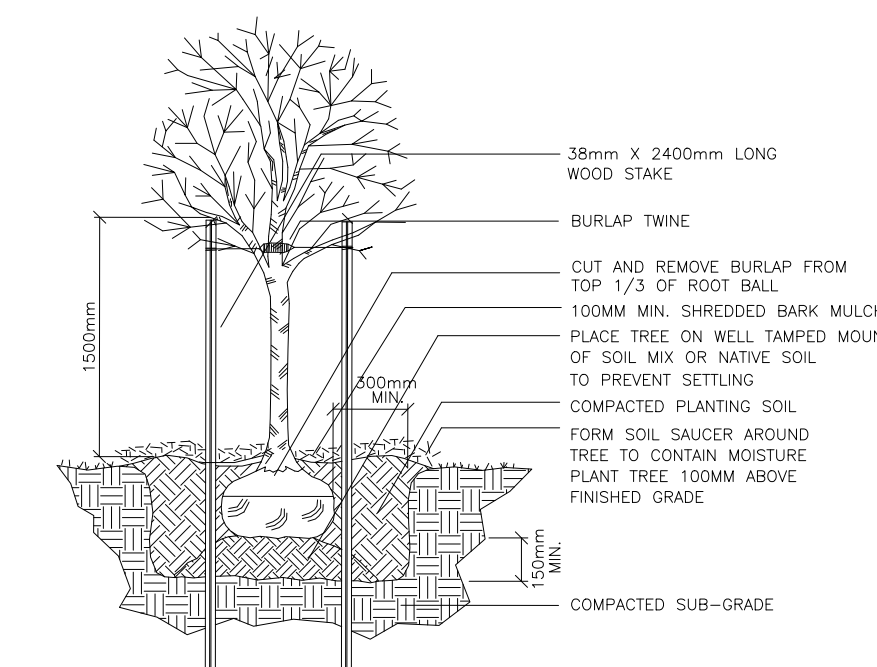 38mm X 2400mm LONG
WOOD STAKE
BURLAP TWINE
CUT AND REMOVE BURLAP FROM
TOP 1/3 OF ROOT BALL
100MM MIN. SHREDDED BARK MULCH
PLACE TREE ON WELL TAMPED MOUN
OF SOIL MIX OR NATIVE SOIL
TO PREVENT SETTLING
COMPACTED PLANTING SOIL
FORM SOIL SAUCER AROUND
TREE TO CONTAIN MOISTURE
PLANT TREE 100MM ABOVE
FINISHED GRADE
COMPACTED SUB-GRADE
1500mm
300mm
MIN.
150mm
MIN.